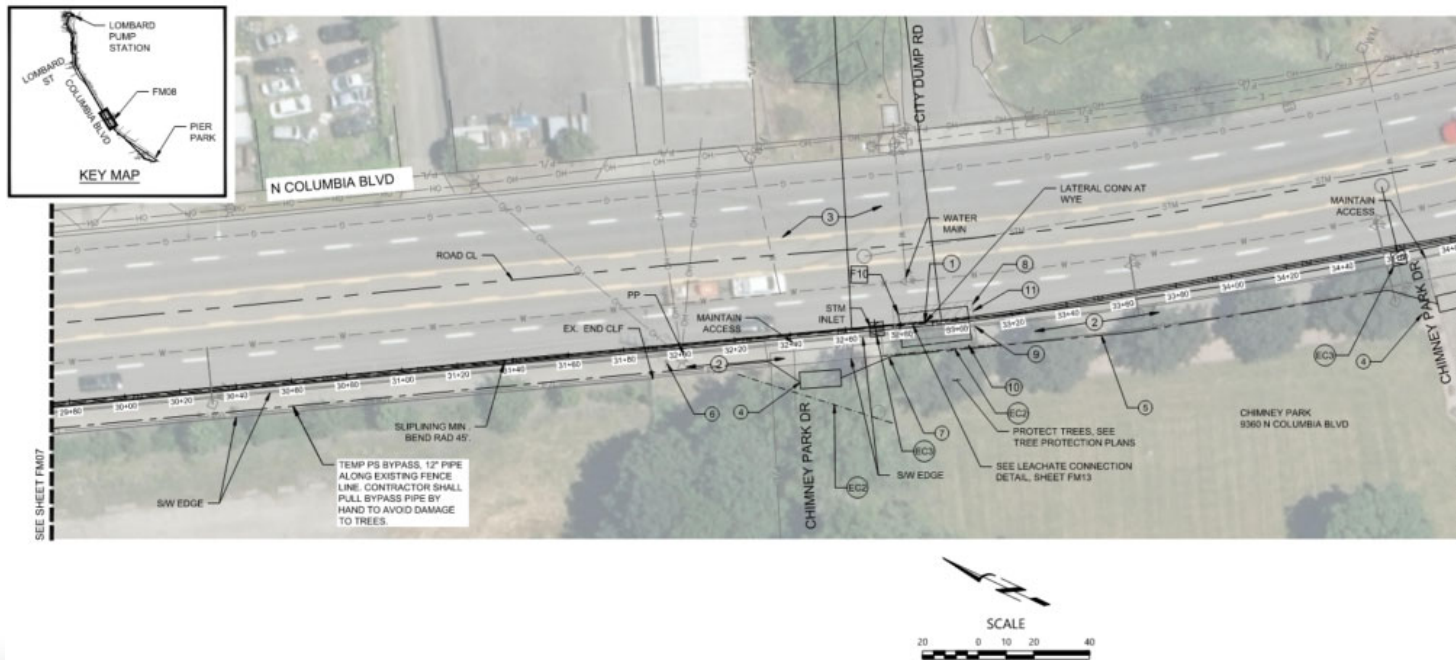 LOMBARD
PUMP
STATION
LOMBARD
ST
COLUMBIA BLVD
FM08
PIER
PARK
KEY MAP
N COLUMBIA BLVD
CITY DUMP RD
LATERAL CONN AT
WYE
MAINTAIN
ACCESS
3
WATER
MAIN
ROAD CL
F10
1
8
11
PP
STM
INLET
MAINTAIN
ACCESS
EX. END CLF
2
2
9
10
EC3
4
CHIMNEY PARK DR
29+80
30+00
30+20
30+40
30+60
30+80
31+00
31+20
31+40
31+60
31+80
32+00
32+20
32+40
32+60
32+80
33+00
33+20
33+40
33+60
33+80
34+00
34+20
34+40
6
4
7
EC2
5
CHIMNEY PARK
9360 N COLUMBIA BLVD
SLIPLINING MIN.
BEND RAD 45'.
PROTECT TREES, SEE
TREE PROTECTION PLANS
EC3
SEE LEACHATE CONNECTION
DETAIL, SHEET FM13
S/W EDGE
EC2
CHIMNEY PARK DR
TEMP PS BYPASS, 12" PIPE
ALONG EXISTING FENCE
LINE. CONTRACTOR SHALL
PULL BYPASS PIPE BY
HAND TO AVOID DAMAGE
TO TREES.
S/W EDGE
SEE SHEET FM07
SCALE
20 0 10 20 40